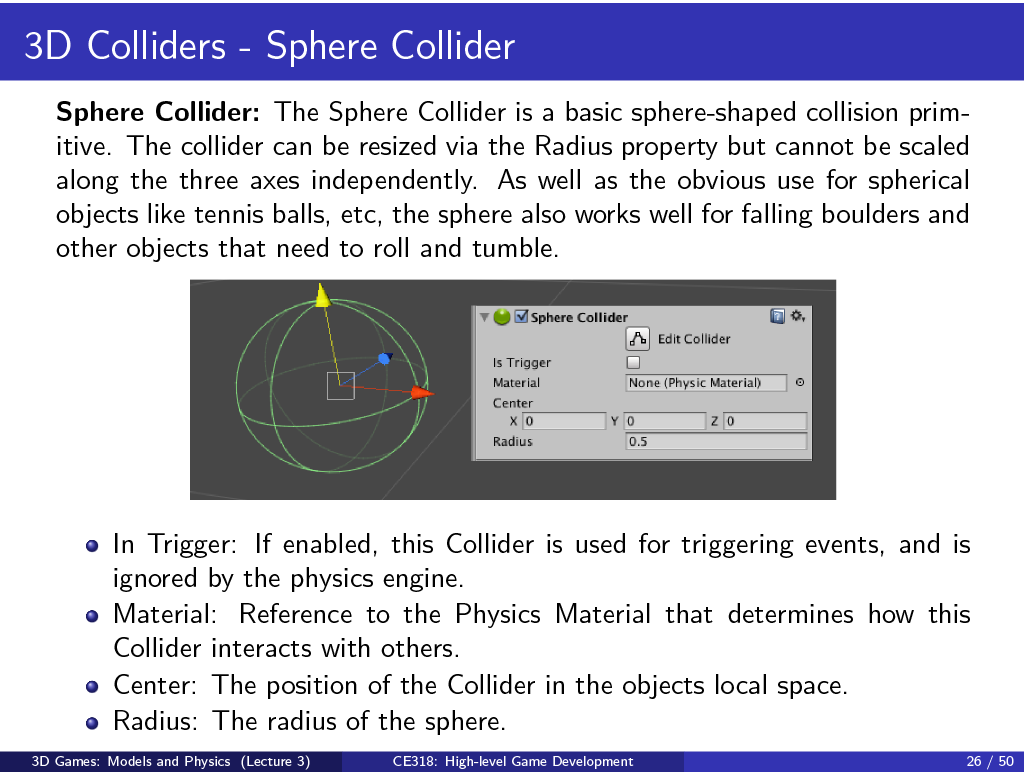 3D Colliders - Sphere Collider
Sphere Collider: The Sphere Collider is a basic sphere-shaped collision prim-
itive. The collider can be resized via the Radius property but cannot be scaled
along the three axes independently. As well as the obvious use for spherical
objects like tennis balls, etc, the sphere also works well for falling boulders and
other objects that need to roll and tumble.
Sphere Collider
Edit Collider
Is Trigger
Material None (Physic Material)
Center
X 0 Y 0 Z 0
Radius 0.5
In Trigger: If enabled, this Collider is used for triggering events, and is
ignored by the physics engine.
Material: Reference to the Physics Material that determines how this
Collider interacts with others.
Center: The position of the Collider in the objects local space.
Radius: The radius of the sphere.
3D Games: Models and Physics (Lecture 3) CE318: High-level Game Development 26 / 50